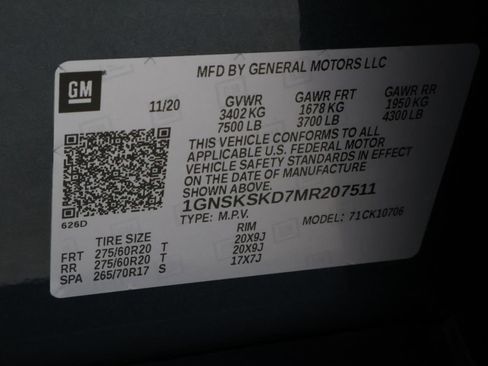 GM
MFD BY GENERAL MOTORS LLC
11/20 GVWR GAWR FRT GAWR RR
3402 KG 1678 KG 1950 KG
7500 LB 3700 LB 4300 LB
THIS VEHICLE CONFORMS TO ALL
APPLICABLE U.S. FEDERAL MOTOR
VEHICLE SAFETY STANDARDS IN EFFECT
ON THE DATE OF MANUFACTURE
SHOWN ABOVE.
1GNSKSKD7MR207511
626D TYPE: M.P.V. MODEL: 71CK10706
TIRE SIZE RIM
FRT 275/60R20 T 20X9J
RR 275/60R20 T 20X9J
SPA 265/70R17 S 17X7J